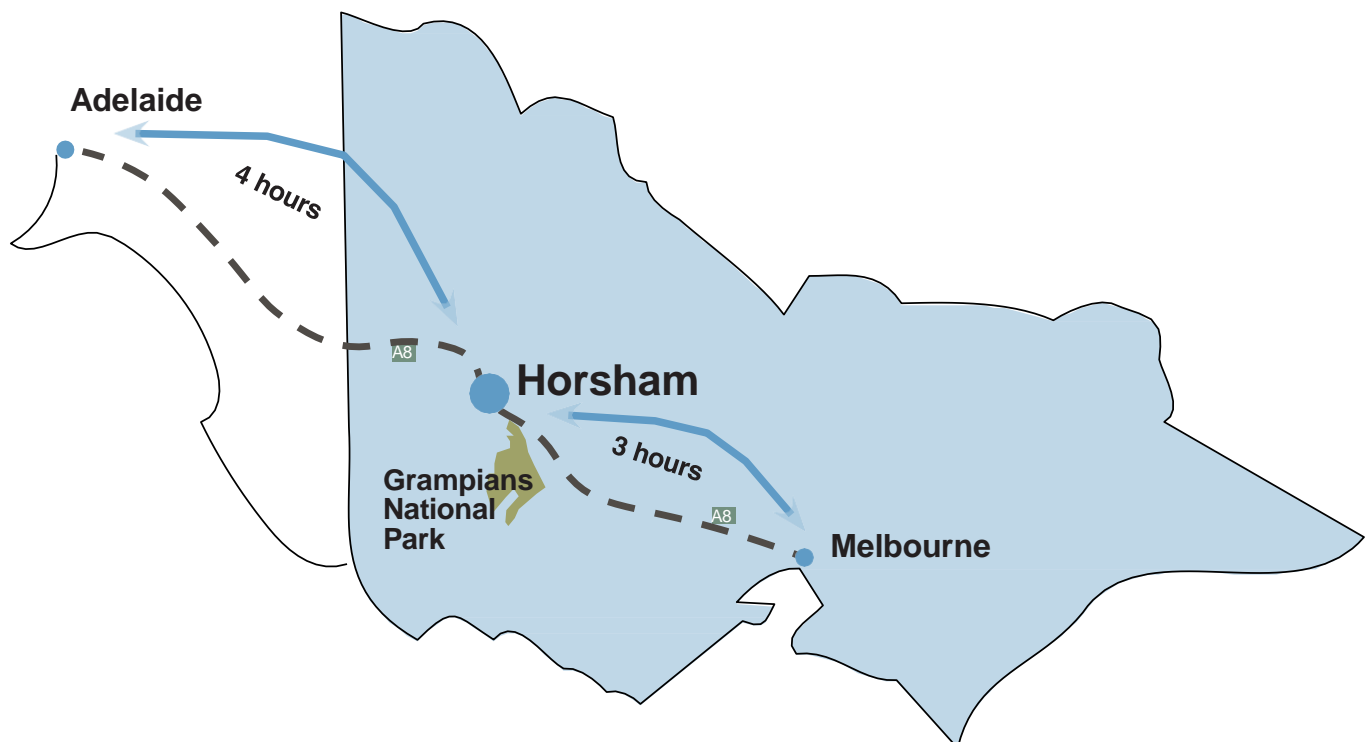 Adelaide
4 hours
A8
Horsham
3 hours
Grampians
National
Park
A8
Melbourne